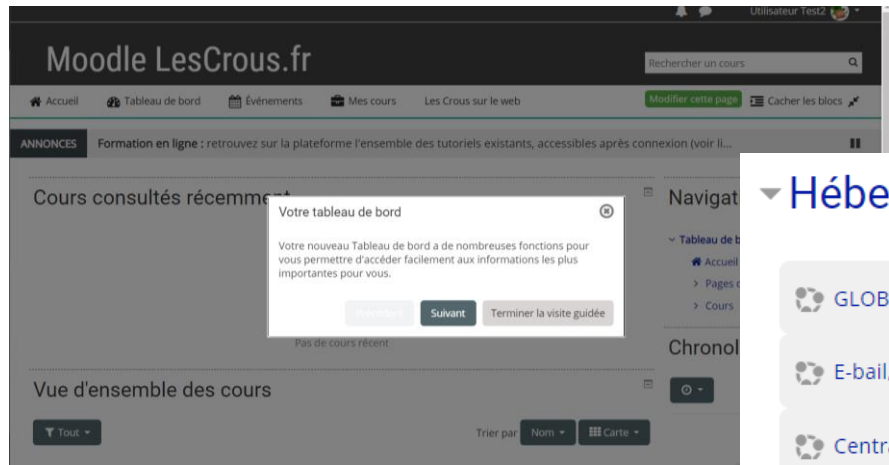 Utilisateur Test2
Moodle LesCrous.fr
Rechercher un cours
Accueil Tableau de bord Événements Mes cours Les Crous sur le web Modifier cette page Cacher les blocs
ANNONCES Formation en ligne : retrouvez sur la plateforme l'ensemble des tutoriels existants, accessibles après connexion (voir li...
Cours consultés récemment
Votre tableau de bord
Votre nouveau Tableau de bord a de nombreuses fonctions pour
vous permettre d'accéder facilement aux informations les plus
importantes pour vous.
Suivant Terminer la visite guidée
Pas de cours récent
Vue d'ensemble des cours
Tout Trier par Nom Carte
Navigat
Tableau de b
Accueil
Pages d
Cours
Chronol
Hébe
GLOB
E-bail,
Centra